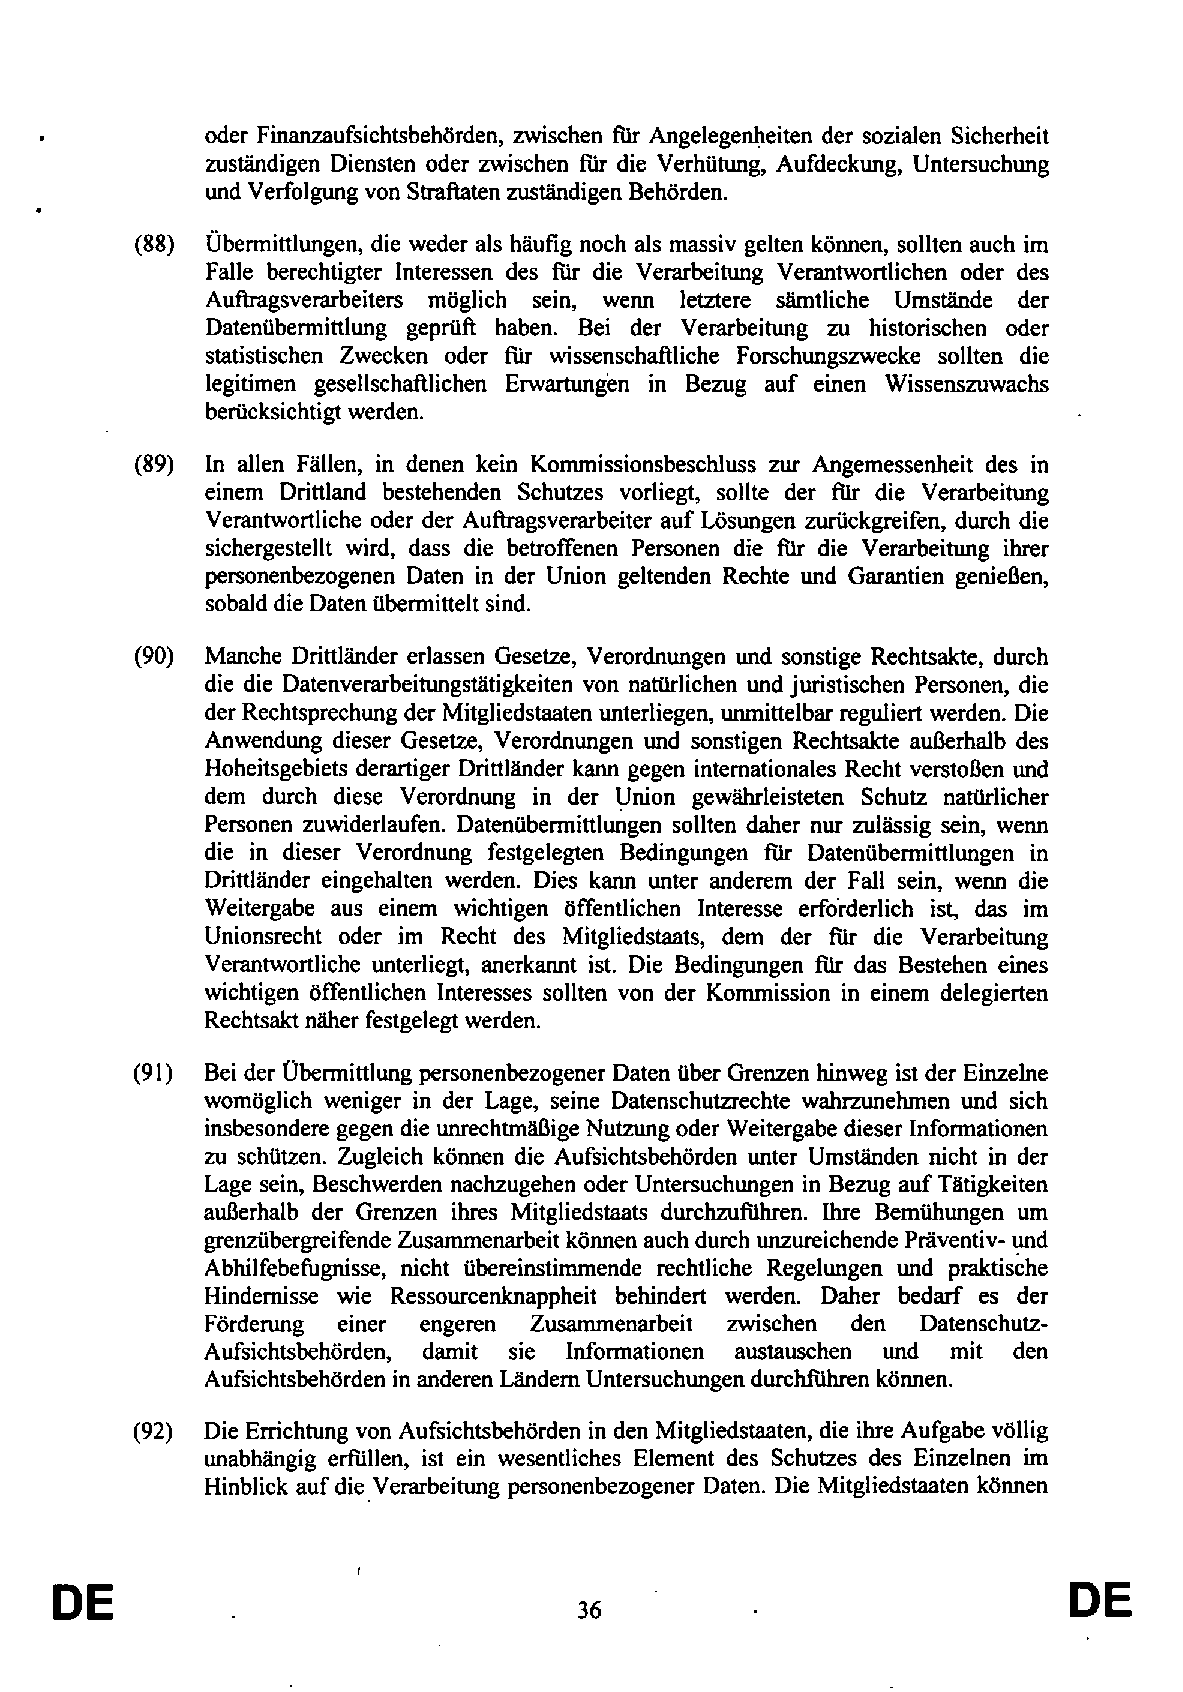 oder Finanzaufsichtsbehörden, zwischen für Angelegenheiten der sozialen Sicherheit
zuständigen Diensten oder zwischen für die Verhütung, Aufdeckung, Untersuchung
und Verfolgung von Straftaten zuständigen Behörden.
(88) Übermittlungen, die weder als häufig noch als massiv gelten können, sollten auch im
Falle berechtigter Interessen des für die Verarbeitung Verantwortlichen oder des
Auftragsverarbeiters möglich sein, wenn letztere sämtliche Umstände der
Datenübermittlung geprüft haben. Bei der Verarbeitung zu historischen oder
statistischen Zwecken oder für wissenschaftliche Forschungszwecke sollten die
legitimen gesellschaftlichen Erwartungen in Bezug auf einen Wissenszuwachs
berücksichtigt werden.
(89) In allen Fällen, in denen kein Kommissionsbeschluss zur Angemessenheit des in
einem Drittland bestehenden Schutzes vorliegt, sollte der für die Verarbeitung
Verantwortliche oder der Auftragsverarbeiter auf Lösungen zurückgreifen, durch die
sichergestellt wird, dass die betroffenen Personen die für die Verarbeitung ihrer
personenbezogenen Daten in der Union geltenden Rechte und Garantien genießen,
sobald die Daten übermittelt sind.
(90) Manche Drittländer erlassen Gesetze, Verordnungen und sonstige Rechtsakte, durch
die die Datenverarbeitungstätigkeiten von natürlichen und juristischen Personen, die
der Rechtsprechung der Mitgliedstaaten unterliegen, unmittelbar reguliert werden. Die
Anwendung dieser Gesetze, Verordnungen und sonstigen Rechtsakte außerhalb des
Hoheitsgebiets derartiger Drittländer kann gegen internationales Recht verstoßen und
dem durch diese Verordnung in der Union gewährleisteten Schutz natürlicher
Personen zuwiderlaufen. Datenübermittlungen sollten daher nur zulässig sein, wenn
die in dieser Verordnung festgelegten Bedingungen für Datenübermittlungen in
Drittländer eingehalten werden. Dies kann unter anderem der Fall sein, wenn die
Weitergabe aus einem wichtigen öffentlichen Interesse erforderlich ist, das im
Unionsrecht oder im Recht des Mitgliedstaats, dem der für die Verarbeitung
Verantwortliche unterliegt, anerkannt ist. Die Bedingungen für das Bestehen eines
wichtigen öffentlichen Interesses sollten von der Kommission in einem delegierten
Rechtsakt näher festgelegt werden.
(91) Bei der Übermittlung personenbezogener Daten über Grenzen hinweg ist der Einzelne
womöglich weniger in der Lage, seine Datenschutzrechte wahrzunehmen und sich
insbesondere gegen die unrechtmäßige Nutzung oder Weitergabe dieser Informationen
zu schützen. Zugleich können die Aufsichtsbehörden unter Umständen nicht in der
Lage sein, Beschwerden nachzugehen oder Untersuchungen in Bezug auf Tätigkeiten
außerhalb der Grenzen ihres Mitgliedstaats durchzuführen. Ihre Bemühungen um
grenzübergreifende Zusammenarbeit können auch durch unzureichende Präventiv- und
Abhilfebefugnisse, nicht übereinstimmende rechtliche Regelungen und praktische
Hindernisse wie Ressourcenknappheit behindert werden. Daher bedarf es der
Förderung einer engeren Zusammenarbeit zwischen den Datenschutz-
Aufsichtsbehörden, damit sie Informationen austauschen und mit den
Aufsichtsbehörden in anderen Ländern Untersuchungen durchführen können.
(92) Die Errichtung von Aufsichtsbehörden in den Mitgliedstaaten, die ihre Aufgabe völlig
unabhängig erfüllen, ist ein wesentliches Element des Schutzes des Einzelnen im
Hinblick auf die Verarbeitung personenbezogener Daten. Die Mitgliedstaaten können
DE 36 DE